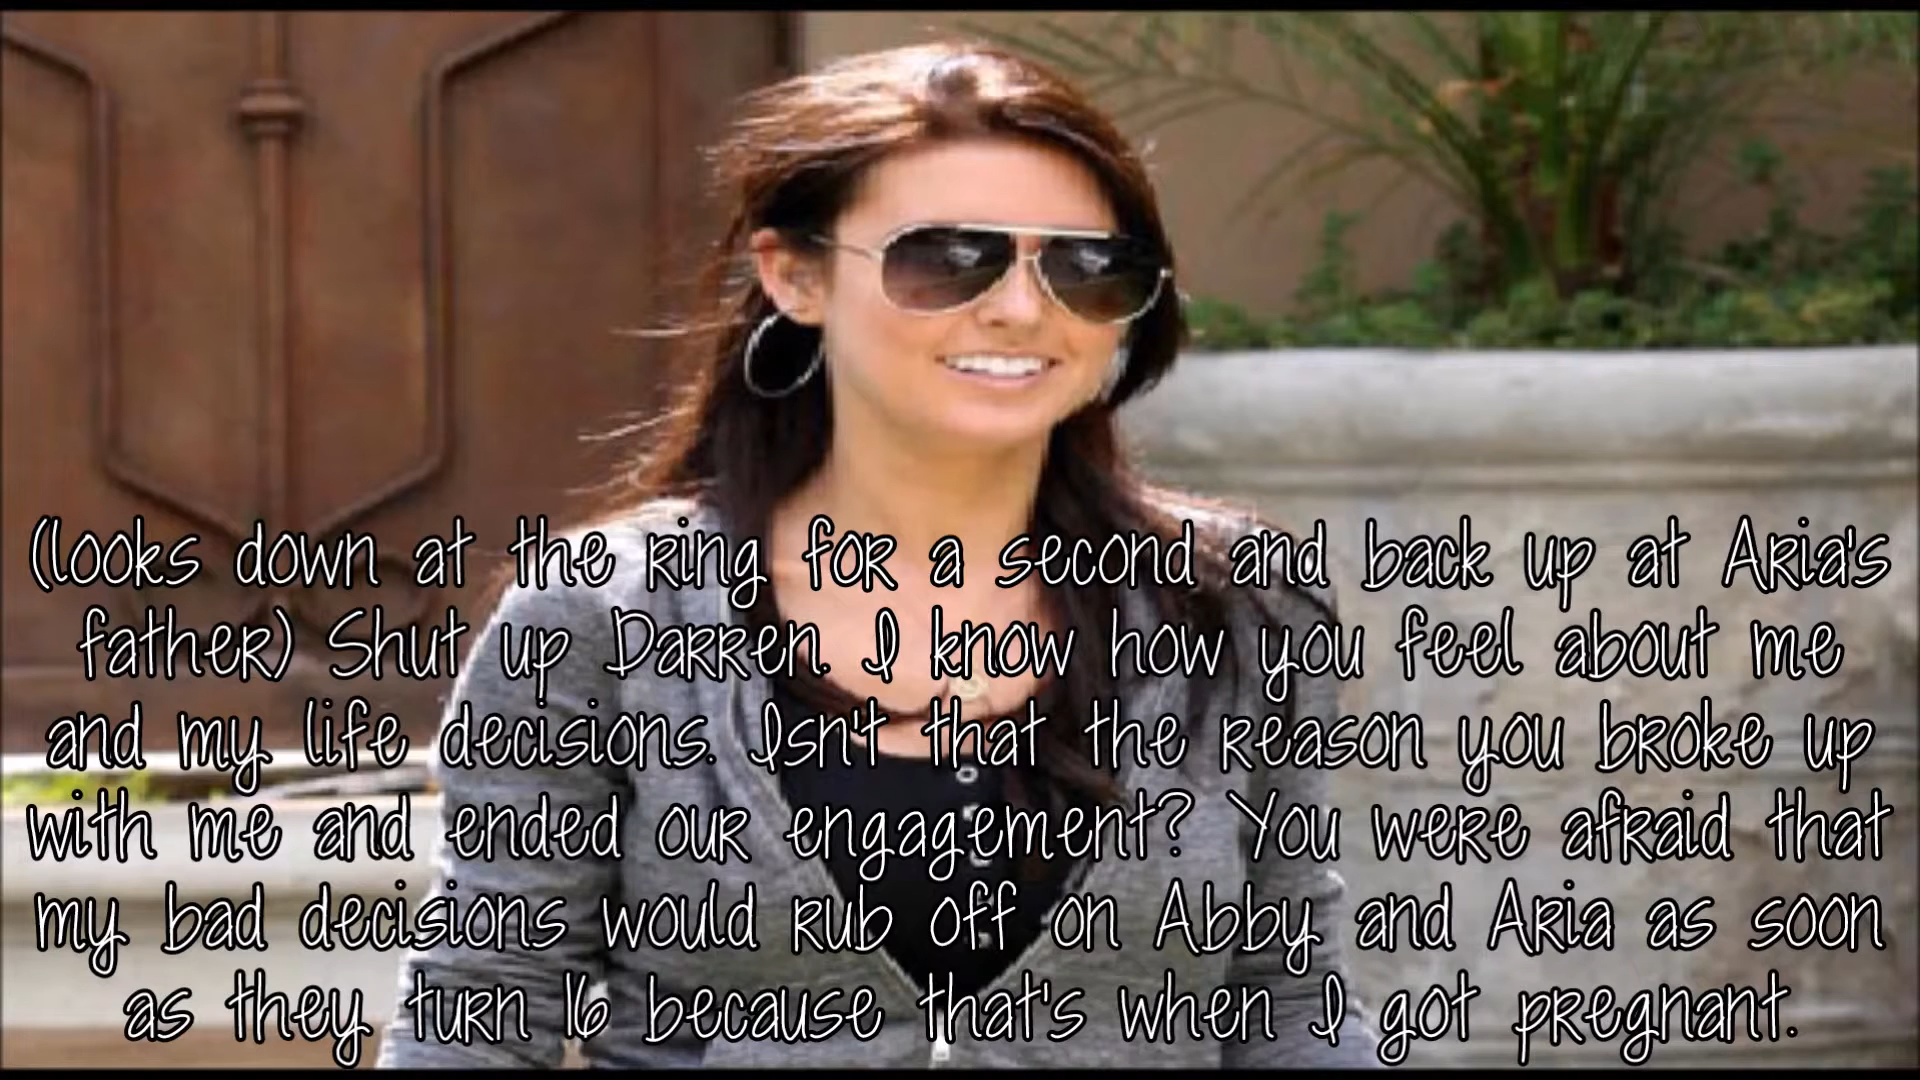 (looks down at the ring for a second and back up at Aria's
father) Shut up Darren. I know how you feel about me
and my life decisions. Isn't that the reason you broke up
with me and ended our engagement? You were afraid that
my bad decisions would rub off on Abby and Aria as soon
as they turn 16 because that's when I got pregnant.